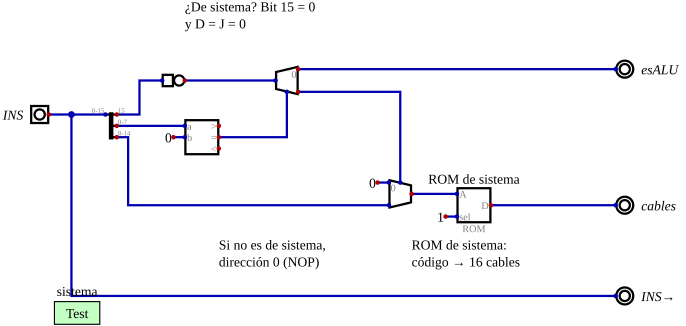 ¿De sistema? Bit 15 = 0
y D = J = 0
0
esALU
INS
0-15
15
0-7
8-14
a
>
0
b
=
<
0
0
ROM de sistema
A
D
1
sel
ROM
cables
Si no es de sistema,
dirección 0 (NOP)
ROM de sistema:
código → 16 cables
sistema
Test
INS→